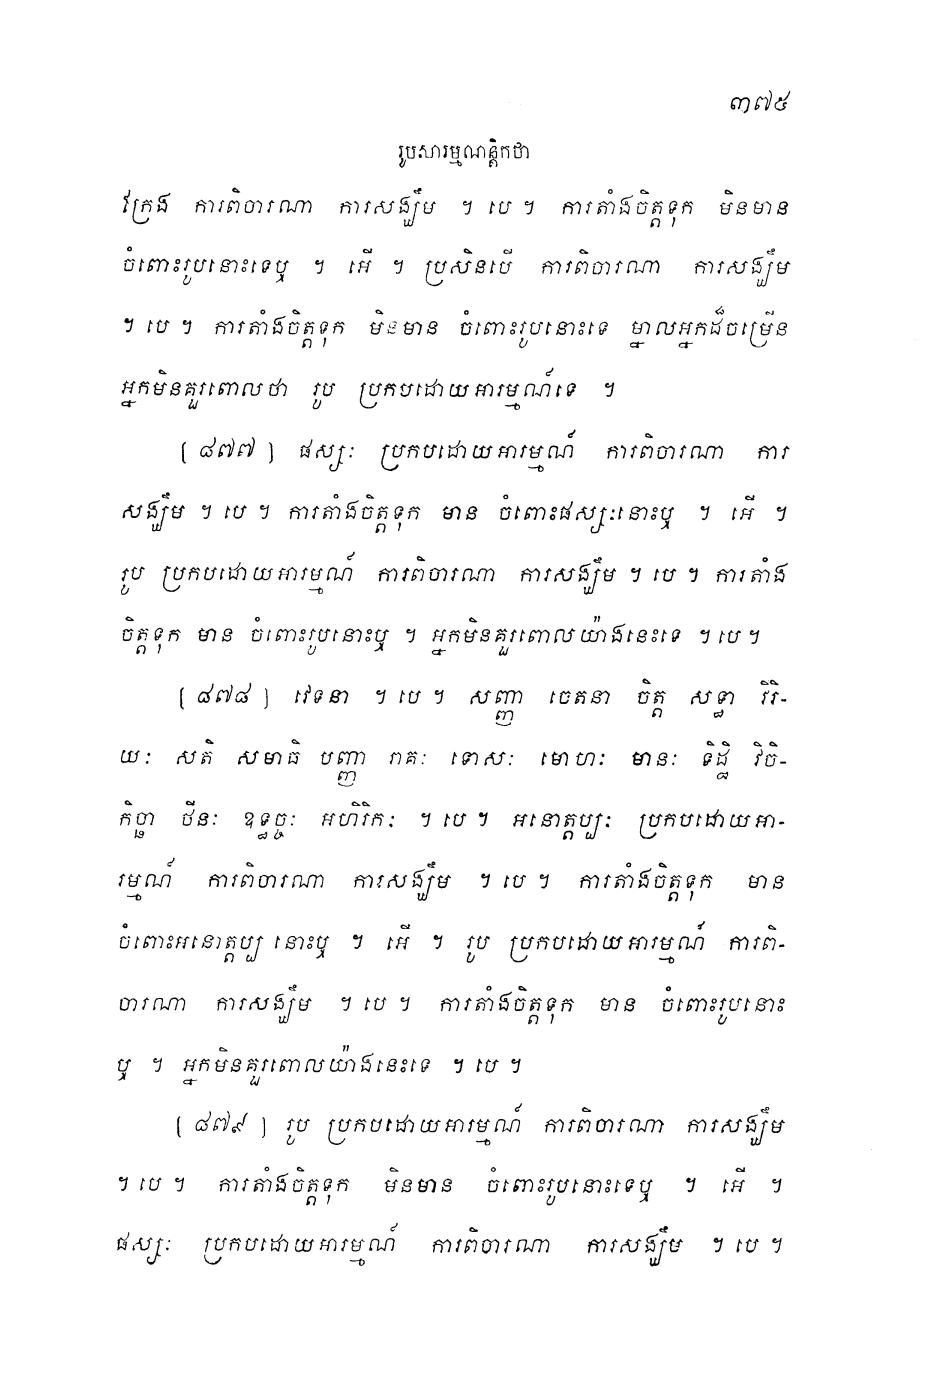 ៣៧៥
រូបសារម្មណន្តិកថា
វៃក្រែង ការពិចារណា ការសង្ឃឹម ។ បេ ។ ការតាំងចិត្តទុក មិនមាន
ចំពោះរូបនោះទេឬ ។ អើ ។ ប្រសិនបើ ការពិចារណា ការសង្ឃឹម
។ បេ ។ ការតាំងចិត្តទុក មិនមាន ចំពោះរូបនោះទេ ម្នាលអ្នកដ៏ចម្រើន
អ្នកមិនគួរពោលថា រូប ប្រកបដោយអារម្មណ៍ទេ ។
[ ៨៧៧ ] ផស្សៈ ប្រកបដោយអារម្មណ៍ ការពិចារណា ការ
សង្ឃឹម ។ បេ ។ ការតាំងចិត្តទុក មាន ចំពោះផស្សៈនោះឬ ។ អើ ។
រូប ប្រកបដោយអារម្មណ៍ ការពិចារណា ការសង្ឃឹម ។ បេ ។ ការតាំង
ចិត្តទុក មាន ចំពោះរូបនោះឬ ។ អ្នកមិនគួរពោលយ៉ាងនេះទេ ។ បេ ។
[ ៨៧៨ ] វេទនា ។ បេ ។ សញ្ញា ចេតនា ចិត្ត សទ្ធា វិរិ-
យៈ សតិ សមាធិ បញ្ញា រាគៈ ទោសៈ មោហៈ មានៈ ទិដ្ឋិ វិចិ-
កិច្ឆា ថីនៈ ឧទ្ធច្ចៈ អហិរិកៈ ។ បេ ។ អនោត្តប្បៈ ប្រកបដោយអា-
រម្មណ៍ ការពិចារណា ការសង្ឃឹម ។ បេ ។ ការតាំងចិត្តទុក មាន
ចំពោះអនោត្តប្ប នោះឬ ។ អើ ។ រូប ប្រកបដោយអារម្មណ៍ ការពិ-
ចារណា ការសង្ឃឹម ។ បេ ។ ការតាំងចិត្តទុក មាន ចំពោះរូបនោះ
ឬ ។ អ្នកមិនគួរពោលយ៉ាងនេះទេ ។ បេ ។
[ ៨៧៩ ] រូប ប្រកបដោយអារម្មណ៍ ការពិចារណា ការសង្ឃឹម
។ បេ ។ ការតាំងចិត្តទុក មិនមាន ចំពោះរូបនោះទេឬ ។ អើ ។
ផស្សៈ ប្រកបដោយអារម្មណ៍ ការពិចារណា ការសង្ឃឹម ។ បេ ។